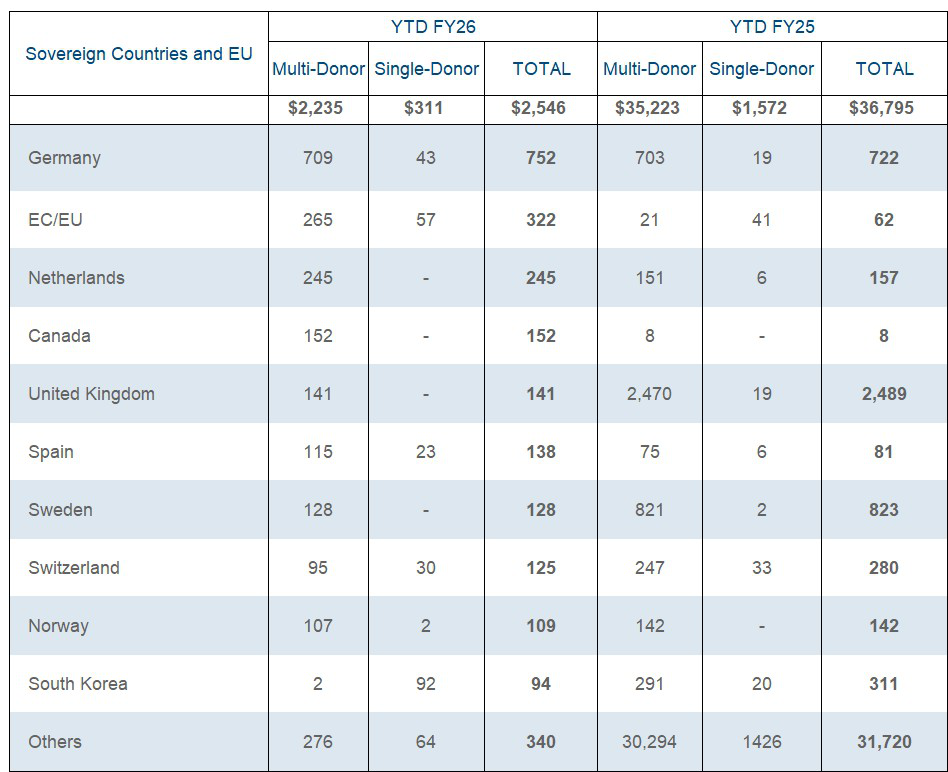 YTD FY26 YTD FY25
Sovereign Countries and EU
Multi-Donor Single-Donor TOTAL Multi-Donor Single-Donor TOTAL
$2,235 $311 $2,546 $35,223 $1,572 $36,795
Germany 709 43 752 703 19 722
EC/EU 265 57 322 21 41 62
Netherlands 245 - 245 151 6 157
Canada 152 - 152 8 - 8
United Kingdom 141 - 141 2,470 19 2,489
Spain 115 23 138 75 6 81
Sweden 128 - 128 821 2 823
Switzerland 95 30 125 247 33 280
Norway 107 2 109 142 - 142
South Korea 2 92 94 291 20 311
Others 276 64 340 30,294 1426 31,720